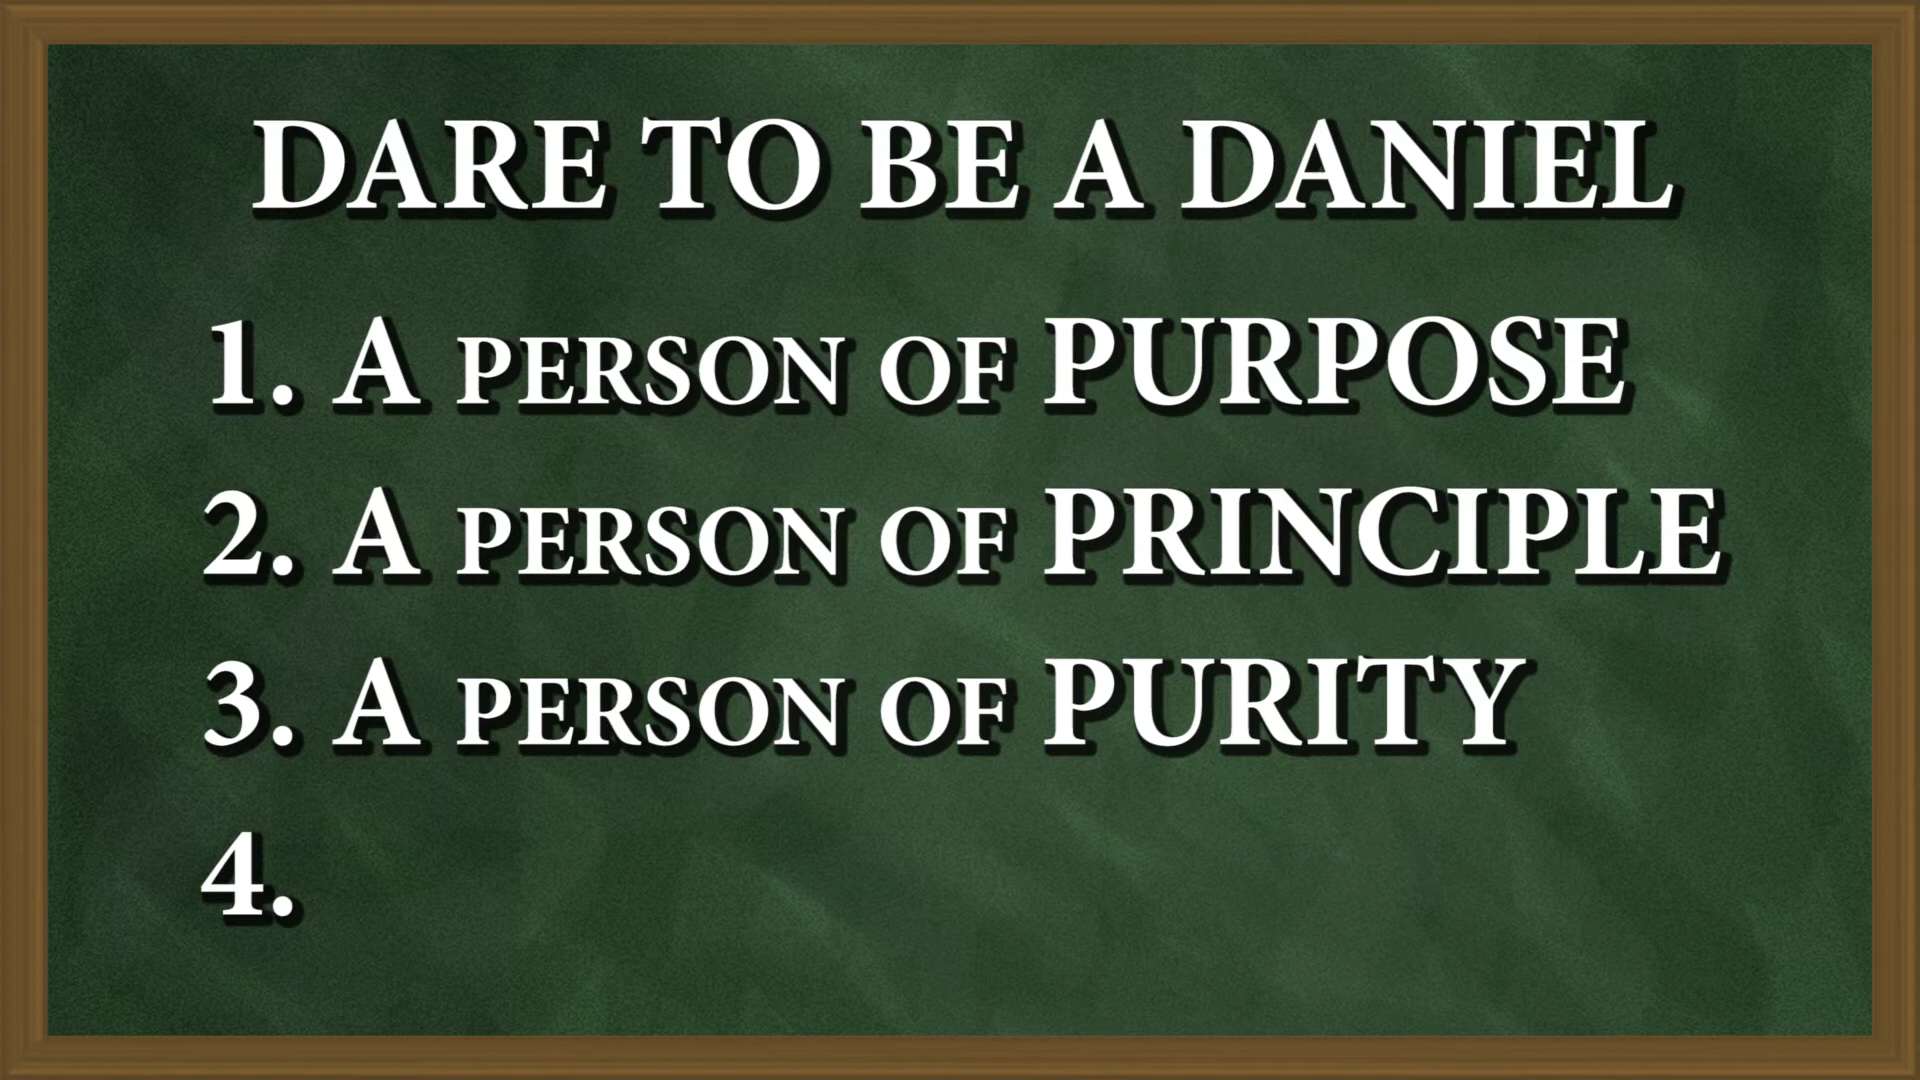 DARE TO BE A DANIEL
1. A PERSON OF PURPOSE
2. A PERSON OF PRINCIPLE
3. A PERSON OF PURITY
4.